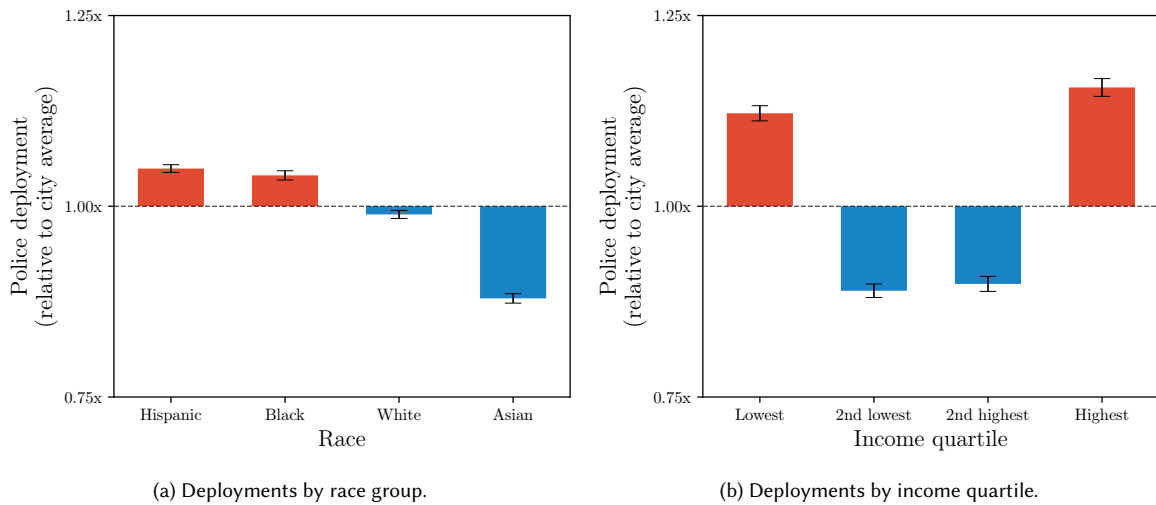 Police deployment
(relative to city average)
1.25x
1.00x
0.75x
Hispanic
Black
White
Asian
Race
(a) Deployments by race group.
Police deployment
(relative to city average)
1.25x
1.00x
0.75x
Lowest
2nd lowest
2nd highest
Highest
Income quartile
(b) Deployments by income quartile.